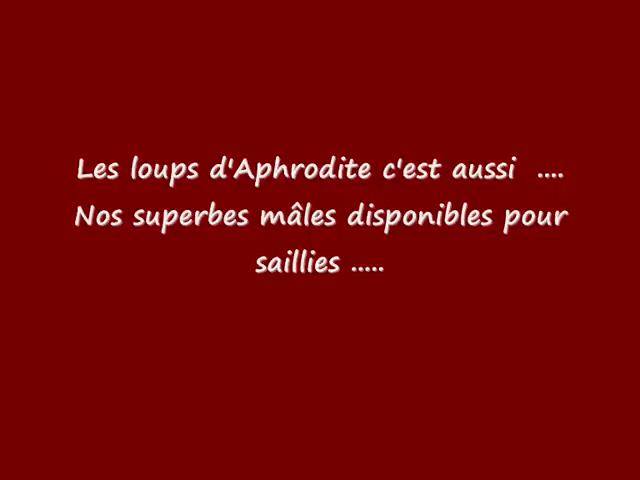 Les loups d'Aphrodite c'est aussi ....
Nos superbes mâles disponibles pour
saillies .....